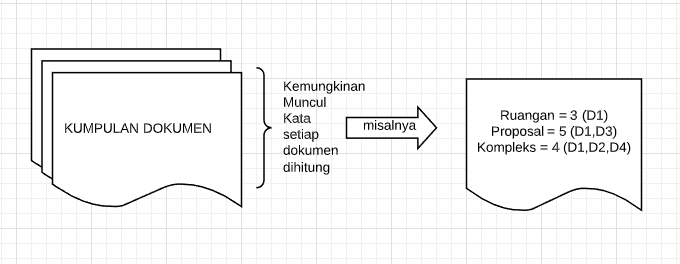 KUMPULAN DOKUMEN
Kemungkinan
Muncul
Kata
setiap
dokumen
dihitung
misalnya
Ruangan = 3 (D1)
Proposal = 5 (D1,D3)
Kompleks = 4 (D1,D2,D4)